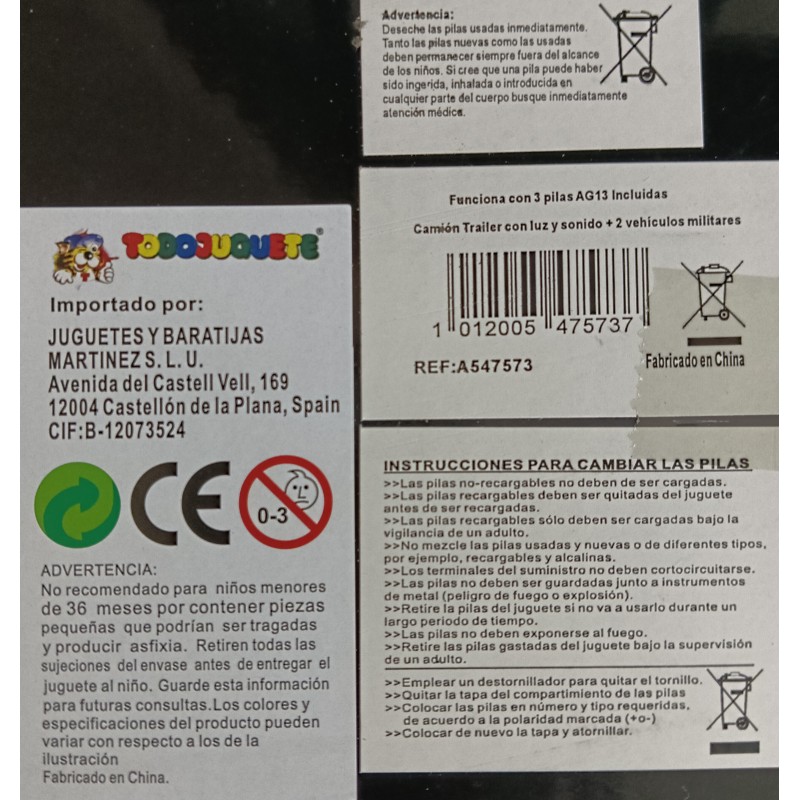 Advertencia:
Deseche las pilas usadas inmediatamente.
Tanto las pilas nuevas como las usadas
deben permanecer siempre fuera del alcance
de los niños. Si cree que una pila puede haber
sido ingerida, inhalada o introducida en
cualquier parte del cuerpo busque inmediatamente
atención médica.
Funciona con 3 pilas AG13 Incluidas
Camión Trailer con luz y sonido + 2 vehículos militares
1 012005 475737
REF:A547573
Fabricado en China
TODOJUGUETE®
Importado por:
JUGUETES Y BARATIJAS
MARTINEZ S. L. U.
Avenida del Castell Vell, 169
12004 Castellón de la Plana, Spain
CIF:B-12073524
CE
0-3
ADVERTENCIA:
No recomendado para niños menores
de 36 meses por contener piezas
pequeñas que podrían ser tragadas
y producir asfixia. Retiren todas las
sujeciones del envase antes de entregar el
juguete al niño. Guarde esta información
para futuras consultas.Los colores y
especificaciones del producto pueden
variar con respecto a los de la
ilustración
Fabricado en China.
INSTRUCCIONES PARA CAMBIAR LAS PILAS
>>Las pilas no-recargables no deben de ser cargadas.
>>Las pilas recargables deben ser quitadas del juguete
antes de ser recargadas.
>>Las pilas recargables sólo deben ser cargadas bajo la
vigilancia de un adulto.
>>No mezcle las pilas usadas y nuevas o de diferentes tipos,
por ejemplo, recargables y alcalinas.
>>Los terminales del suministro no deben cortocircuitarse.
>>Las pilas no deben ser guardadas junto a instrumentos
de metal (peligro de fuego o explosión).
>>Retire la pilas del juguete si no va a usarlo durante un
largo periodo de tiempo.
>>Las pilas no deben exponerse al fuego.
>>Retire las pilas gastadas del juguete bajo la supervisión
de un adulto.
>>Emplear un destornillador para quitar el tornillo.
>>Quitar la tapa del compartimiento de las pilas
>>Colocar las pilas en número y tipo requeridas,
de acuerdo a la polaridad marcada (+o-)
>>Colocar de nuevo la tapa y atornillar.